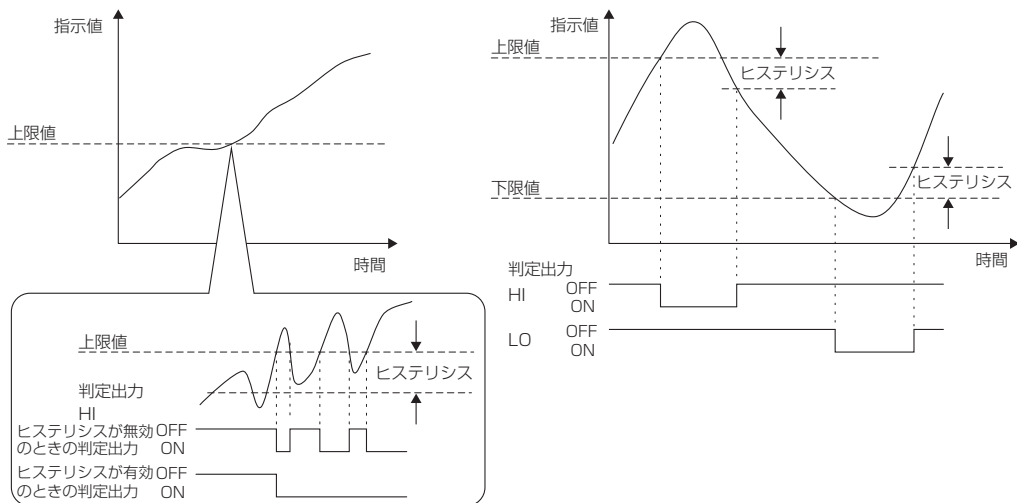 指示値
上限値
時間
上限値
ヒステリシス
判定出力
HI
ヒステリシスが無効 OFF
のときの判定出力 ON
ヒステリシスが有効 OFF
のときの判定出力 ON
指示値
上限値
ヒステリシス
下限値
ヒステリシス
時間
判定出力
HI OFF
ON
LO OFF
ON